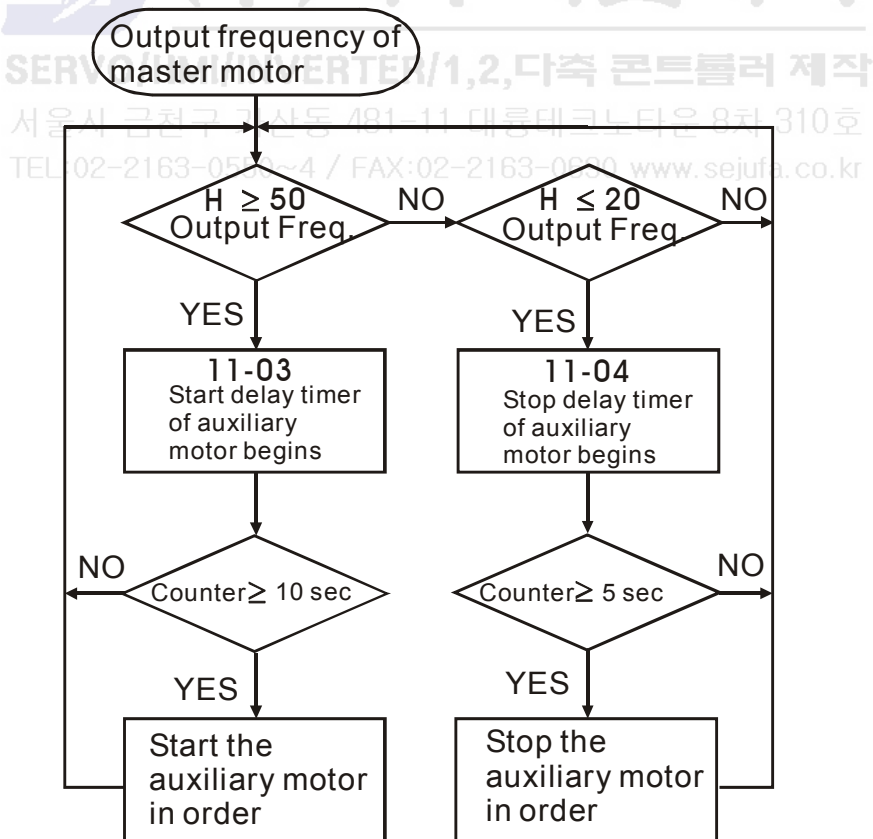 Output frequency of
master motor
SERVO/HMI/INVERTER/1,2,다축 콘트롤러 제작
서울시 금천구 가산동 481-11 대륭테크노타운 8차 310호
TEL:02-2163-0550~4 / FAX:02-2163-0690 www.sejufa.co.kr
H ≥ 50
Output Freq.
NO
H ≤ 20
Output Freq.
NO
YES
YES
11-03
Start delay timer
of auxiliary
motor begins
11-04
Stop delay timer
of auxiliary
motor begins
NO
Counter≥ 10 sec
Counter≥ 5 sec
NO
YES
YES
Start the
auxiliary motor
in order
Stop the
auxiliary motor
in order